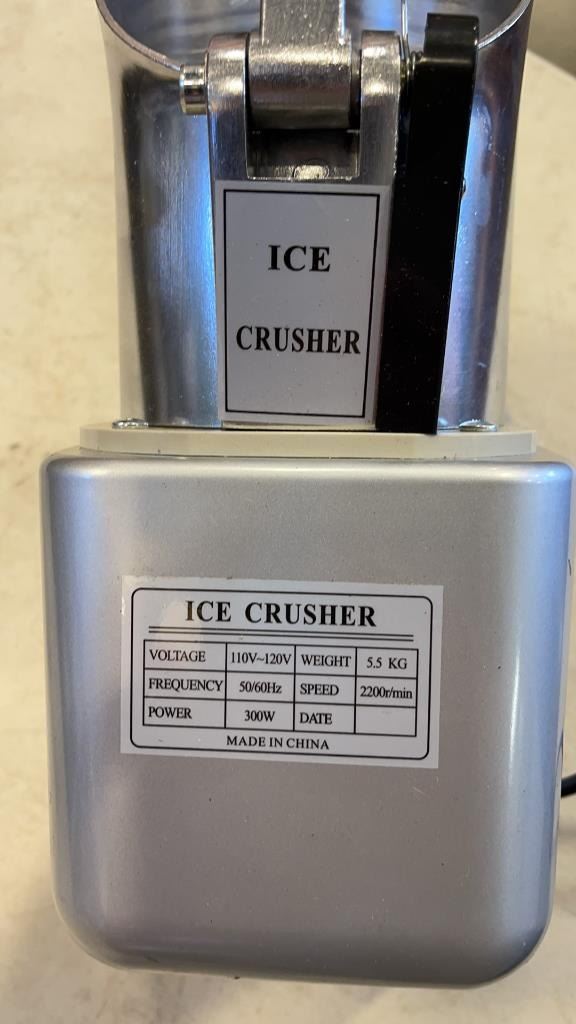 ICE
CRUSHER
ICE CRUSHER
VOLTAGE 110V~120V WEIGHT 5.5 KG
FREQUENCY 50/60Hz SPEED 2200r/min
POWER 300W DATE
MADE IN CHINA